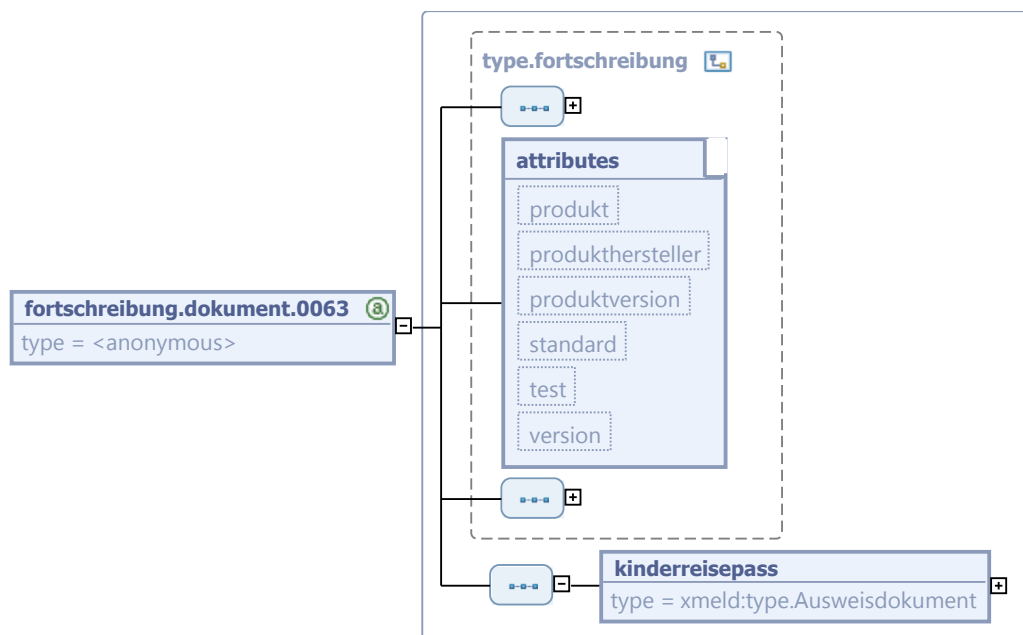 type.fortschreibung
attributes
produkt
produkthersteller
produktversion
standard
test
version
fortschreibung.dokument.0063 @
type = <anonymous>
kinderreisepass
type = xmeld:type.Ausweisdokument